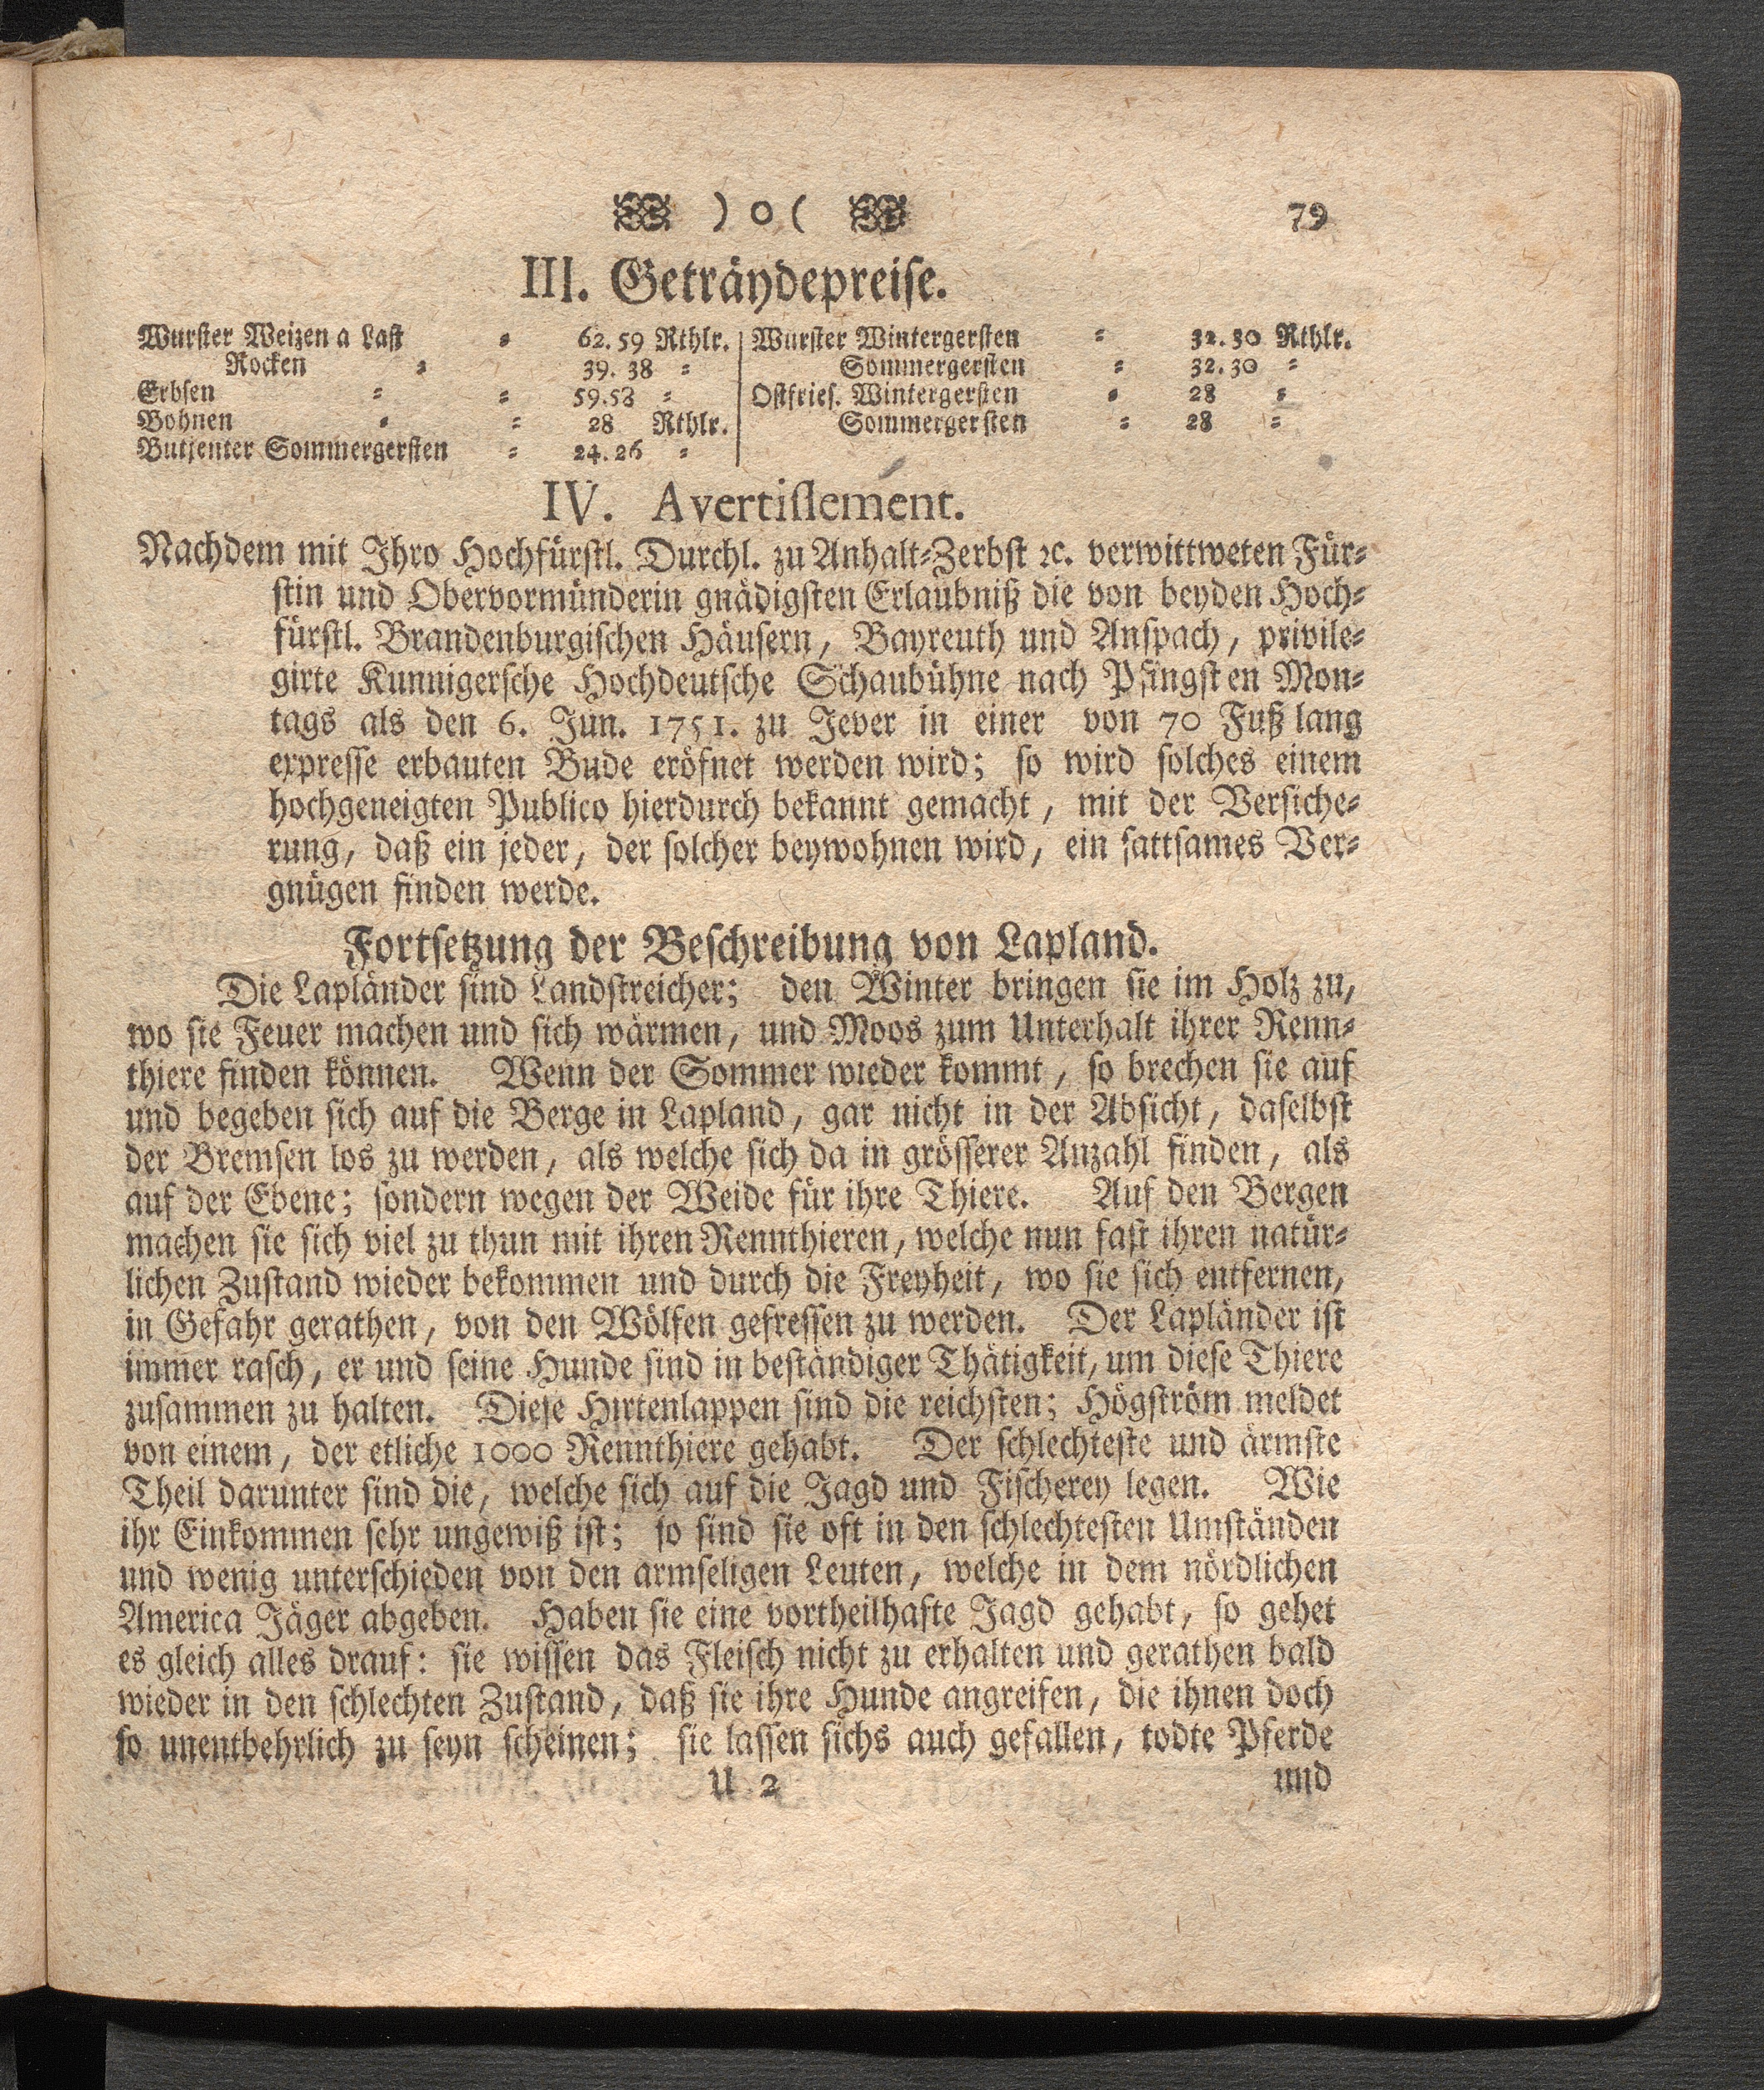 ) o ( 79
III. Geträydepreise.
Wurster Weizen a Last = 62. 59 Rthlr.
Rocken = 39. 38 =
Erbsen = = 59.53 =
Bohnen = = 28 Rthlr.
Butjenter Sommergersten = 24. 26 =
Wurster Wintergersten = 32. 30 Rthlr.
Sommergersten = 32. 30 =
Ostfries. Wintergersten = 28 =
Sommergersten = 28 =
IV. Avertissement.
Nachdem mit Ihro Hochfürstl. Durchl. zu Anhalt-Zerbst ꝛc. verwittweten Für-
stin und Obervormünderin gnädigsten Erlaubniß die von beyden Hoch-
fürstl. Brandenburgischen Häusern, Bayreuth und Anspach, privile-
girte Kunnigersche Hochdeutsche Schaubühne nach Pfingsten Mon-
tags als den 6. Jun. 1751. zu Jever in einer von 70 Fuß lang
expresse erbauten Bude eröfnet werden wird; so wird solches einem
hochgeneigten Publico hierdurch bekannt gemacht, mit der Versiche-
rung, daß ein jeder, der solcher beywohnen wird, ein sattsames Ver-
gnügen finden werde.
Fortsetzung der Beschreibung von Lapland.
Die Lapländer sind Landstreicher; den Winter bringen sie im Holz zu,
wo sie Feuer machen und sich wärmen, und Moos zum Unterhalt ihrer Renn-
thiere finden können. Wenn der Sommer wieder kommt, so brechen sie auf
und begeben sich auf die Berge in Lapland, gar nicht in der Absicht, daselbst
der Bremsen los zu werden, als welche sich da in grösserer Anzahl finden, als
auf der Ebene; sondern wegen der Weide für ihre Thiere. Auf den Bergen
machen sie sich viel zu thun mit ihren Rennthieren, welche nun fast ihren natür-
lichen Zustand wieder bekommen und durch die Freyheit, wo sie sich entfernen,
in Gefahr gerathen, von den Wölfen gefressen zu werden. Der Lapländer ist
immer rasch, er und seine Hunde sind in beständiger Thätigkeit, um diese Thiere
zusammen zu halten. Diese Hirtenlappen sind die reichsten; Högström meldet
von einem, der etliche 1000 Rennthiere gehabt. Der schlechteste und ärmste
Theil darunter sind die, welche sich auf die Jagd und Fischerey legen. Wie
ihr Einkommen sehr ungewiß ist; so sind sie oft in den schlechtesten Umständen
und wenig unterschieden von den armseligen Leuten, welche in dem nördlichen
America Jäger abgeben. Haben sie eine vortheilhafte Jagd gehabt, so gehet
es gleich alles drauf: sie wissen das Fleisch nicht zu erhalten und gerathen bald
wieder in den schlechten Zustand, daß sie ihre Hunde angreifen, die ihnen doch
so unentbehrlich zu seyn scheinen; sie lassen sichs auch gefallen, todte Pferde
U 2 und